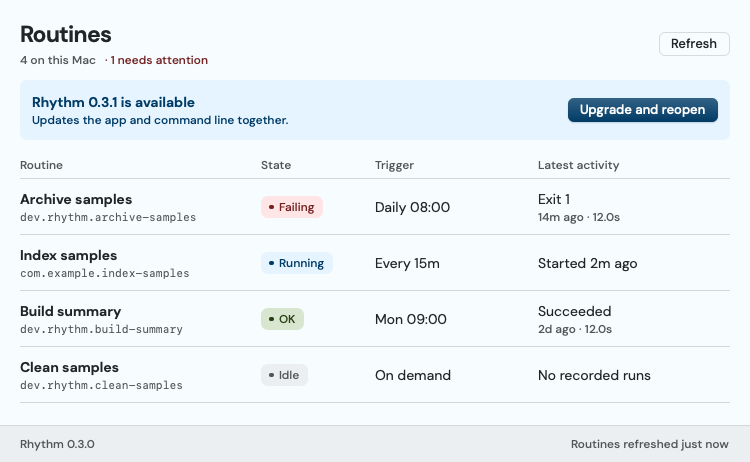 Routines
4 on this Mac · 1 needs attention
Refresh
Rhythm 0.3.1 is available
Updates the app and command line together.
Upgrade and reopen
Routine State Trigger Latest activity
Archive samples
dev.rhythm.archive-samples
Failing
Daily 08:00
Exit 1
14m ago · 12.0s
Index samples
com.example.index-samples
Running
Every 15m
Started 2m ago
Build summary
dev.rhythm.build-summary
OK
Mon 09:00
Succeeded
2d ago · 12.0s
Clean samples
dev.rhythm.clean-samples
Idle
On demand
No recorded runs
Rhythm 0.3.0
Routines refreshed just now